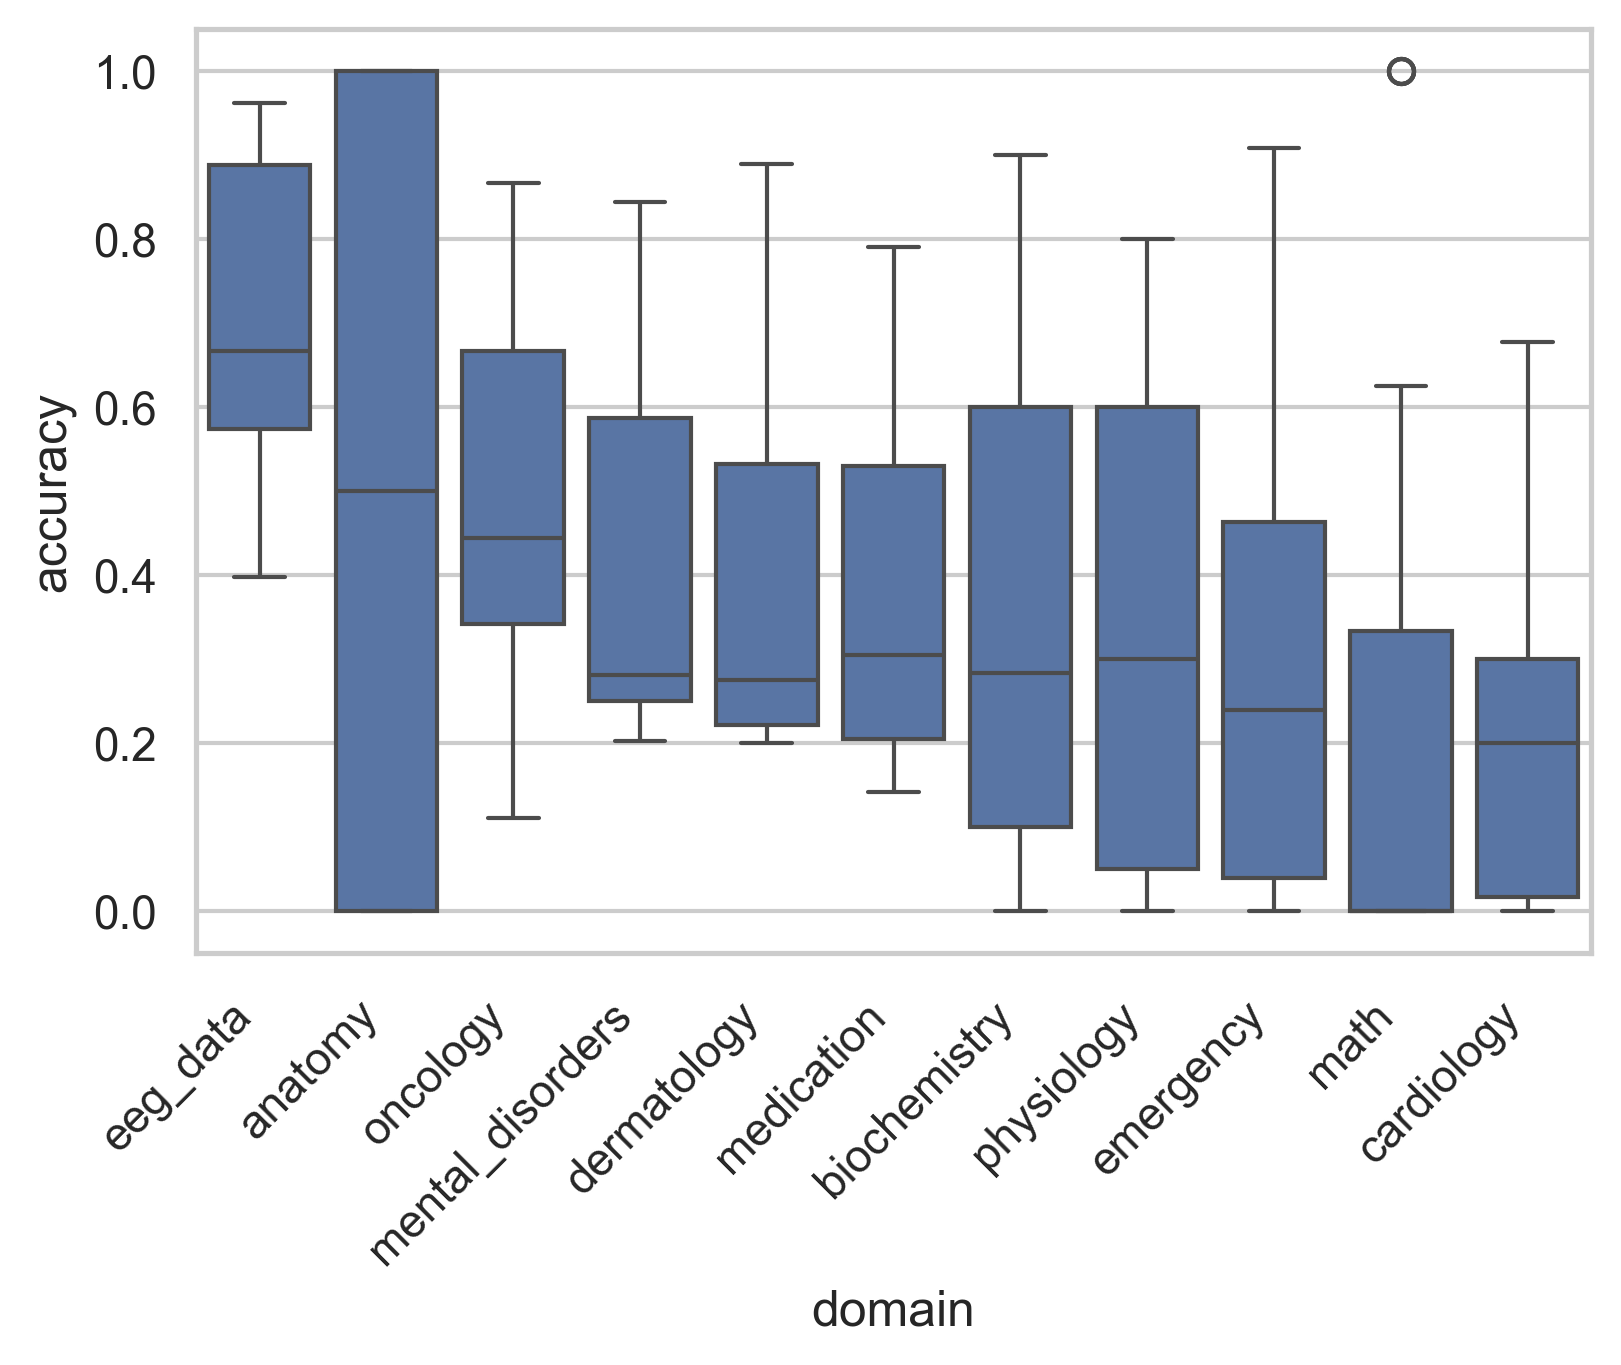 1.0
0.8
0.6
0.4
0.2
0.0
accuracy
eeg_data
anatomy
oncology
mental_disorders
dermatology
medication
biochemistry
physiology
emergency
math
cardiology
domain